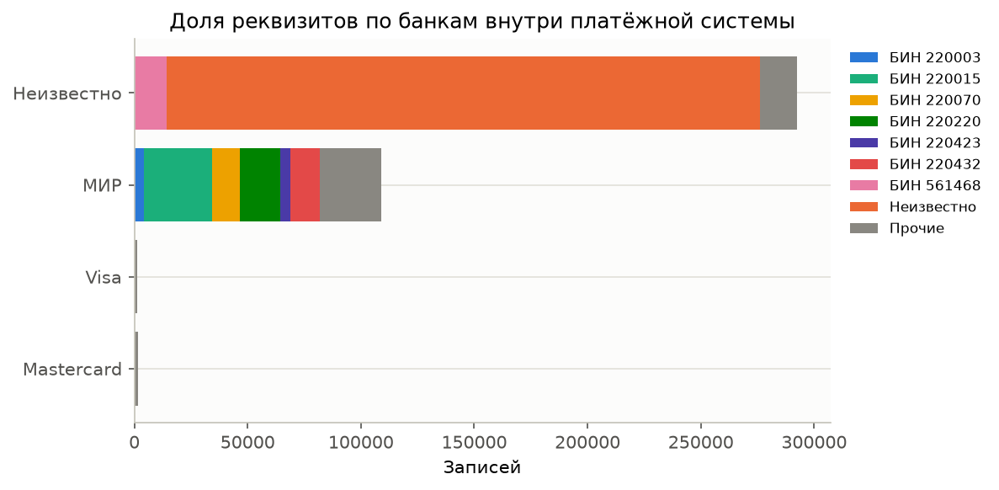 Доля реквизитов по банкам внутри платёжной системы
Неизвестно
МИР
Visa
Mastercard
0
50000
100000
150000
200000
250000
300000
Записей
БИН 220003
БИН 220015
БИН 220070
БИН 220220
БИН 220423
БИН 220432
БИН 561468
Неизвестно
Прочие